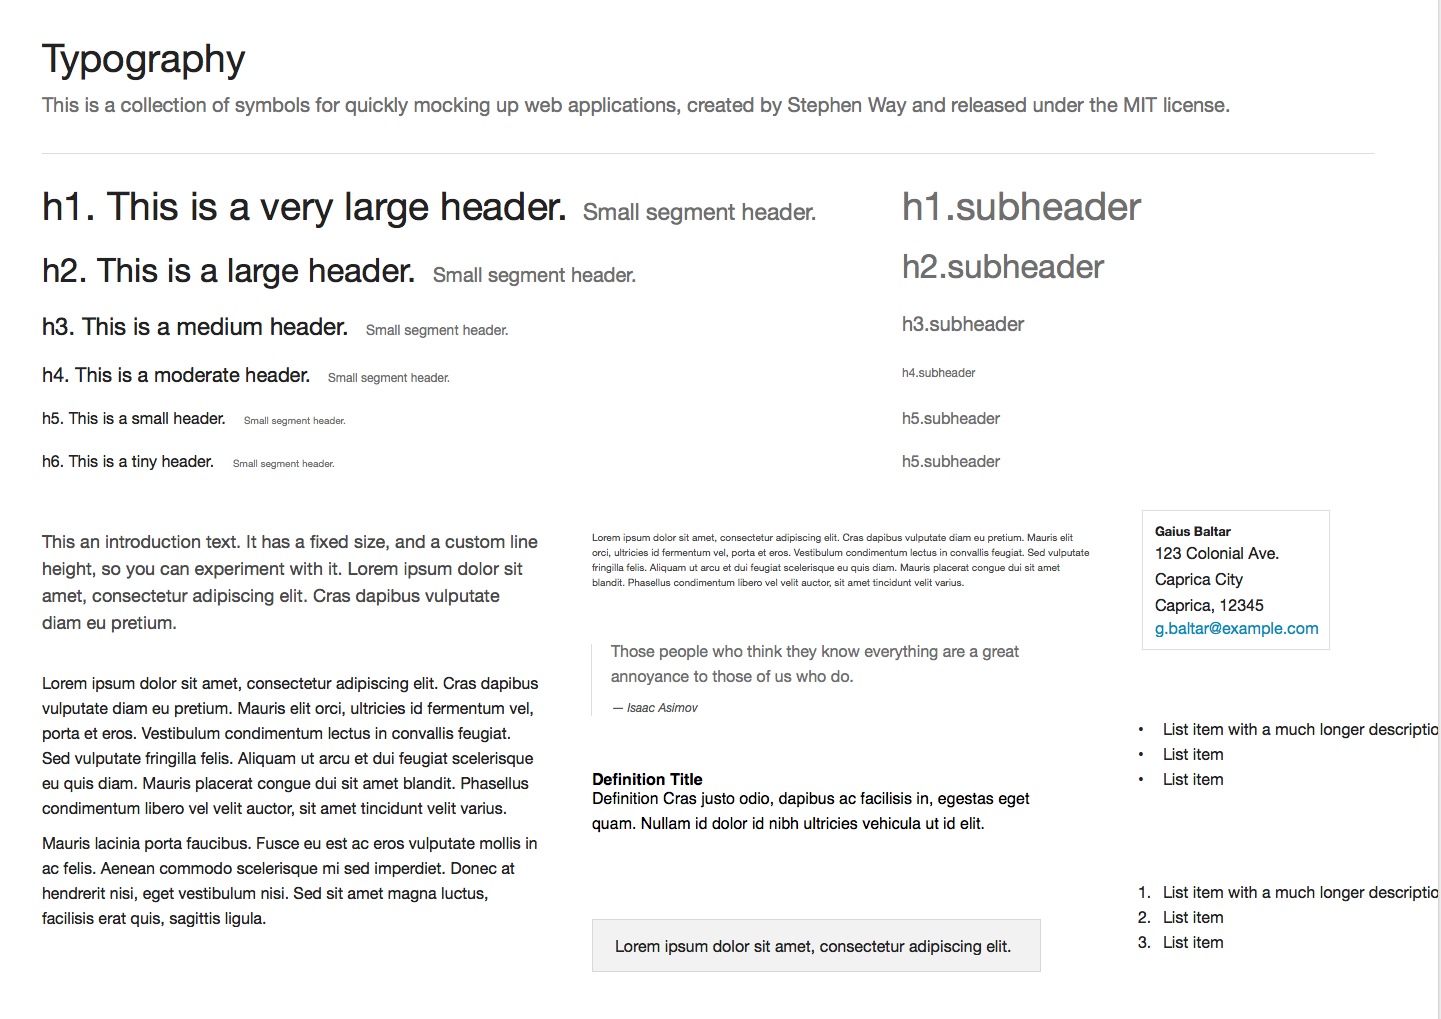 Typography
This is a collection of symbols for quickly mocking up web applications, created by Stephen Way and released under the MIT license.
h1. This is a very large header. Small segment header.
h2. This is a large header. Small segment header.
h3. This is a medium header. Small segment header.
h4. This is a moderate header. Small segment header.
h5. This is a small header. Small segment header.
h6. This is a tiny header. Small segment header.
h1.subheader
h2.subheader
h3.subheader
h4.subheader
h5.subheader
h5.subheader
This an introduction text. It has a fixed size, and a custom line
height, so you can experiment with it. Lorem ipsum dolor sit
amet, consectetur adipiscing elit. Cras dapibus vulputate
diam eu pretium.
Lorem ipsum dolor sit amet, consectetur adipiscing elit. Cras dapibus
vulputate diam eu pretium. Mauris elit orci, ultricies id fermentum vel,
porta et eros. Vestibulum condimentum lectus in convallis feugiat.
Sed vulputate fringilla felis. Aliquam ut arcu et dui feugiat scelerisque
eu quis diam. Mauris placerat congue dui sit amet blandit. Phasellus
condimentum libero vel velit auctor, sit amet tincidunt velit varius.
Mauris lacinia porta faucibus. Fusce eu est ac eros vulputate mollis in
ac felis. Aenean commodo scelerisque mi sed imperdiet. Donec at
hendrerit nisi, eget vestibulum nisi. Sed sit amet magna luctus,
facilisis erat quis, sagittis ligula.
Lorem ipsum dolor sit amet, consectetur adipiscing elit. Cras dapibus vulputate diam eu pretium. Mauris elit
orci, ultricies id fermentum vel, porta et eros. Vestibulum condimentum lectus in convallis feugiat. Sed vulputate
fringilla felis. Aliquam ut arcu et dui feugiat scelerisque eu quis diam. Mauris placerat congue dui sit amet
blandit. Phasellus condimentum libero vel velit auctor, sit amet tincidunt velit varius.
Those people who think they know everything are a great
annoyance to those of us who do.
— Isaac Asimov
Definition Title
Definition Cras justo odio, dapibus ac facilisis in, egestas eget
quam. Nullam id dolor id nibh ultricies vehicula ut id elit.
Lorem ipsum dolor sit amet, consectetur adipiscing elit.
Gaius Baltar
123 Colonial Ave.
Caprica City
Caprica, 12345
g.baltar@example.com
• List item with a much longer descriptio
• List item
• List item
1. List item with a much longer descriptio
2. List item
3. List item